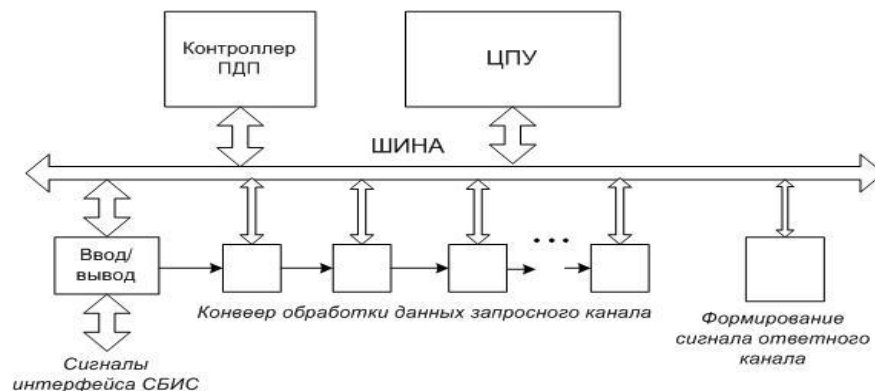 Контроллер
ПДП
ЦПУ
ШИНА
Ввод/
вывод
...
Конвеер обработки данных запросного канала
Формирование
сигнала ответного
канала
Сигналы
интерфейса СБИС